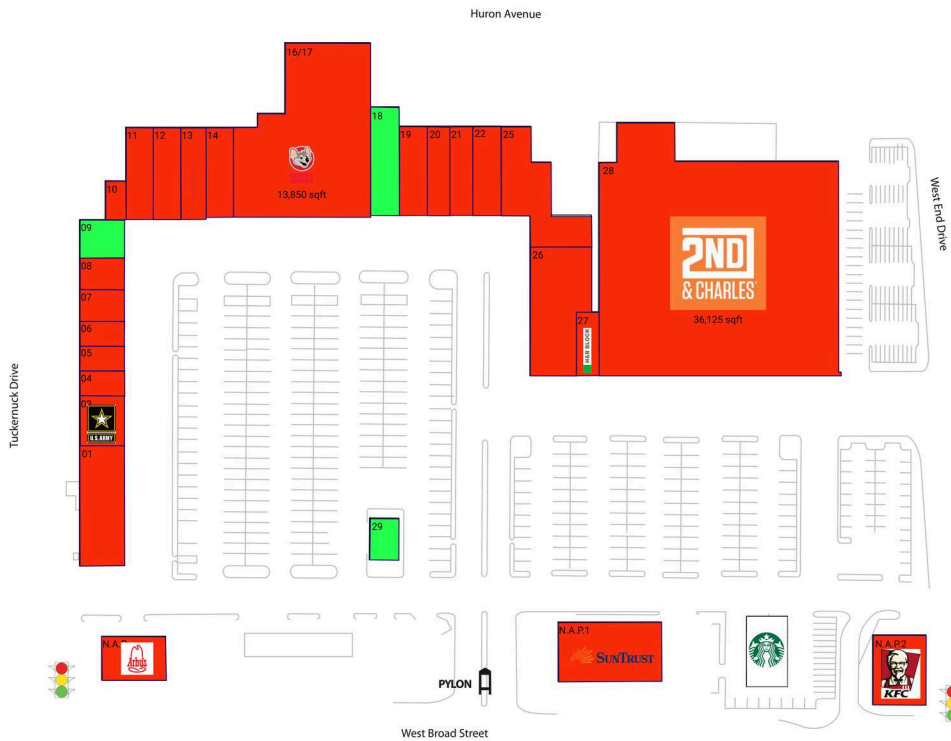 Huron Avenue
16/17
18
11
12
13
14
19
20
21
22
25
28
10
13,850 sqft
09
08
2ND
& CHARLES
26
07
36,125 sqft
27
H&R BLOCK
06
05
04
03
U.S.ARMY
01
29
Tuckernuck Drive
West End Drive
N.A.P.
Arby's
N.A.P.1
SUNTRUST
N.A.P.2
KFC
PYLON
West Broad Street